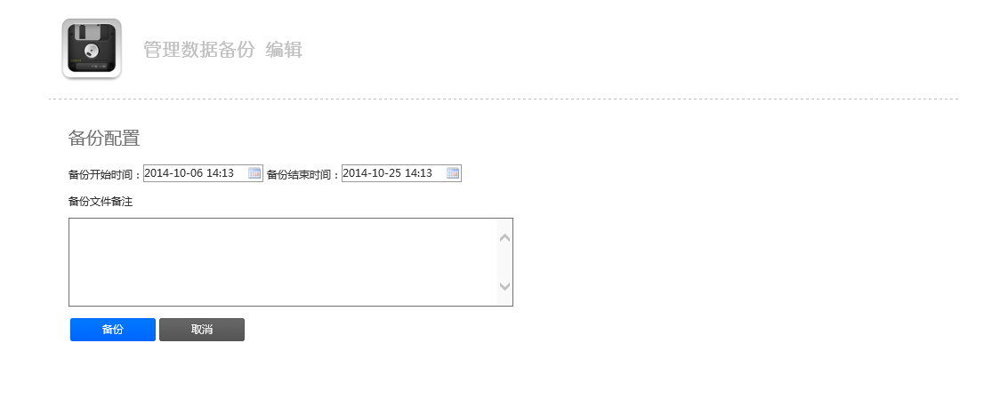 管理数据备份 编辑
备份配置
备份开始时间：2014-10-06 14:13 备份结束时间：2014-10-25 14:13
备份文件备注
备份 取消